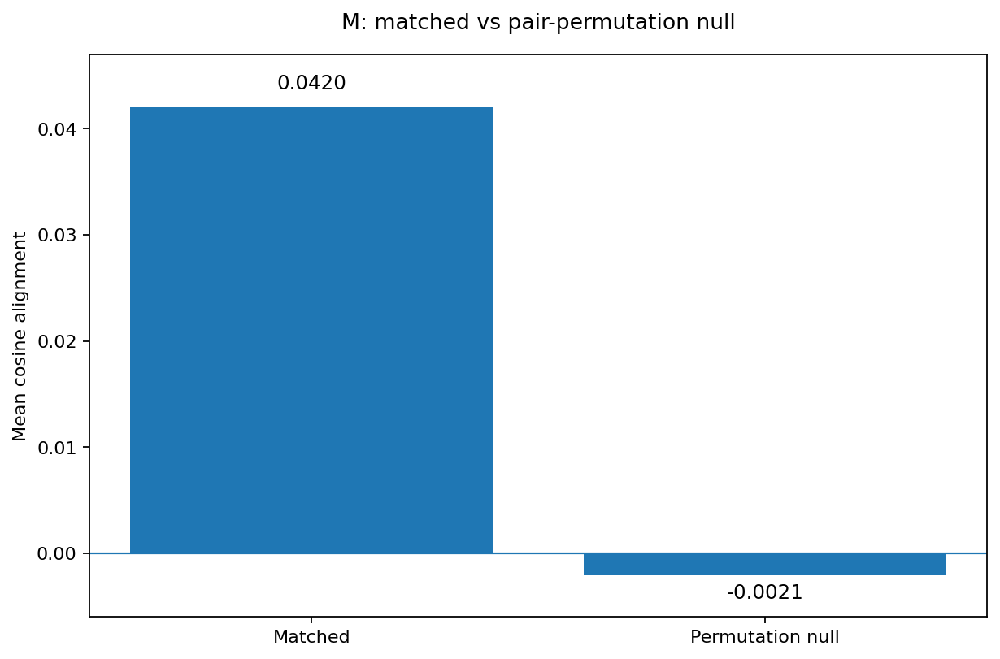 M: matched vs pair-permutation null
Mean cosine alignment
0.04
0.03
0.02
0.01
0.00
0.0420
-0.0021
Matched
Permutation null